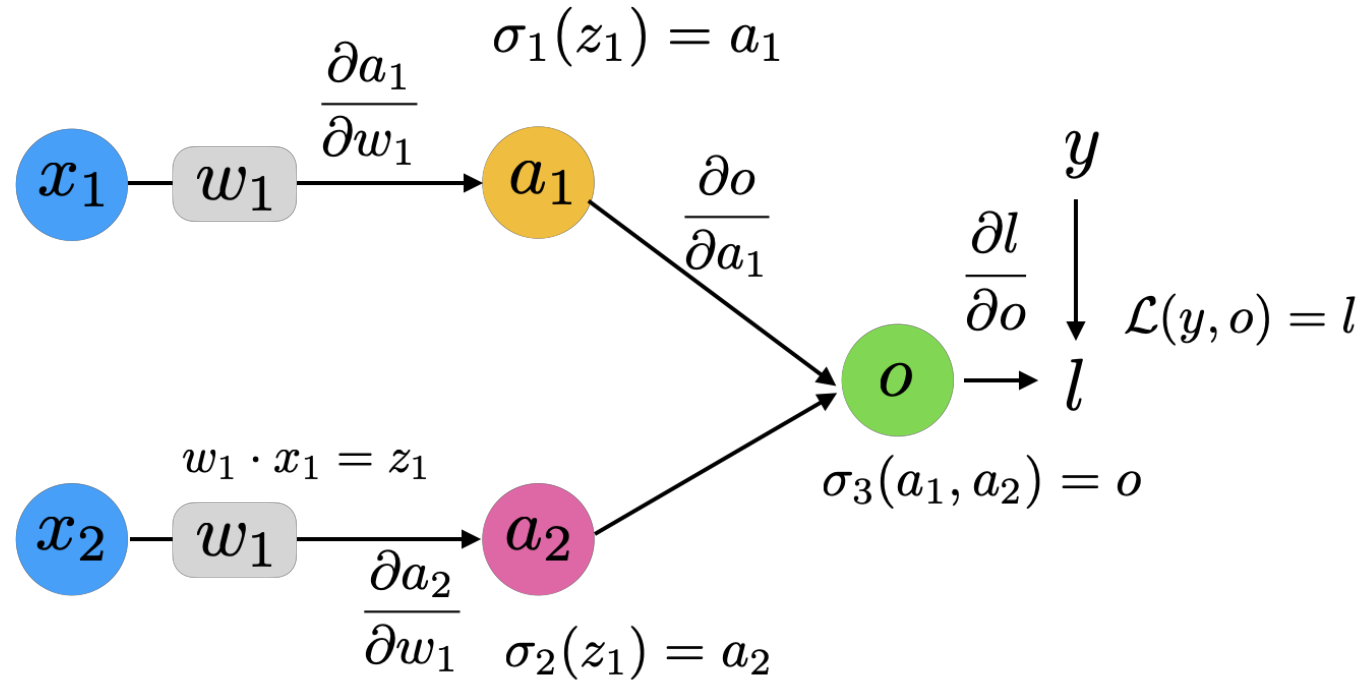 σ₁(z₁) = a₁
∂a₁/∂w₁
x₁
w₁
a₁
∂o/∂a₁
y
∂l/∂o
ℒ(y, o) = l
o
l
σ₃(a₁, a₂) = o
w₁ · x₁ = z₁
x₂
w₁
a₂
∂a₂/∂w₁
σ₂(z₁) = a₂